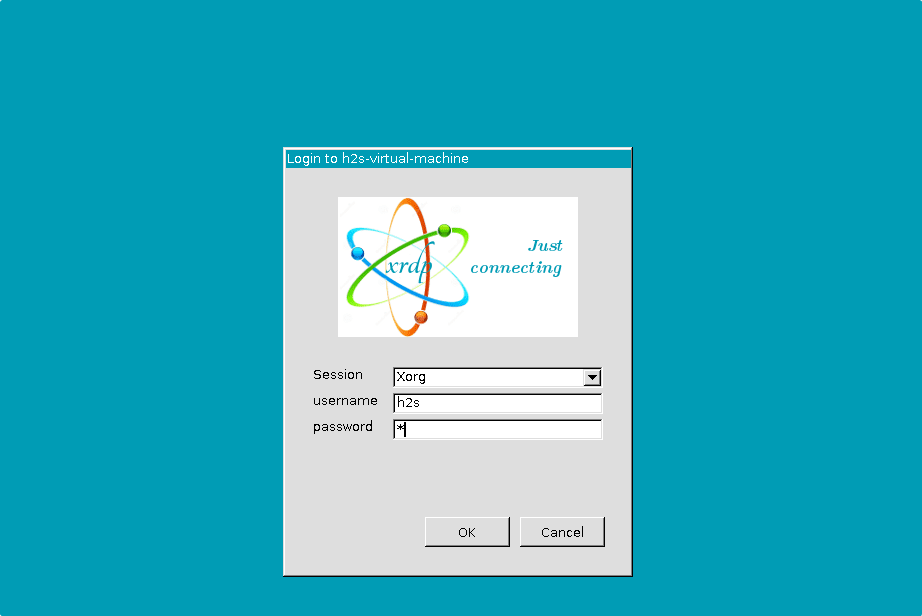 Login to h2s-virtual-machine
xrdp
Just
connecting
Session Xorg
username h2s
password *
OK Cancel